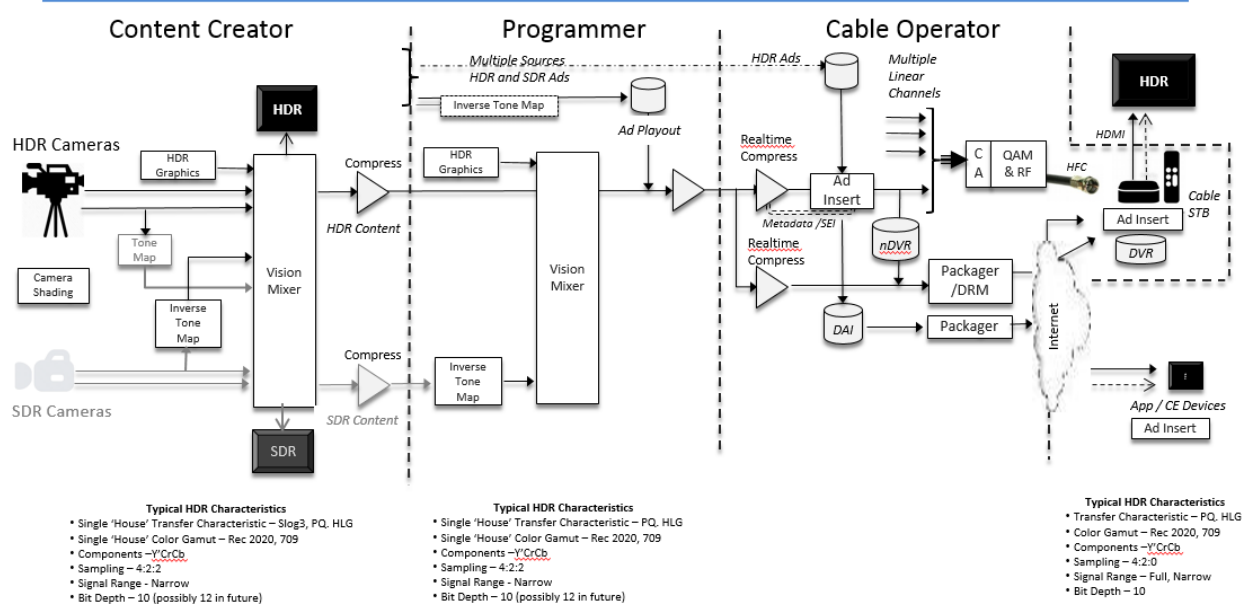 Content Creator
Programmer
Cable Operator
HDR Cameras
HDR
Graphics
HDR
Tone
Map
Camera
Shading
Inverse
Tone
Map
SDR Cameras
Vision
Mixer
SDR
Compress
HDR Content
Compress
SDR Content
Multiple Sources
HDR and SDR Ads
Inverse Tone Map
Ad Playout
HDR
Graphics
Inverse
Tone
Map
Vision
Mixer
HDR Ads
Multiple
Linear
Channels
Realtime
Compress
Ad
Insert
Metadata /SEI
Realtime
Compress
nDVR
DAI
C
A
QAM
& RF
HFC
Packager
/DRM
Packager
Internet
HDR
HDMI
Cable
STB
Ad Insert
DVR
App / CE Devices
Ad Insert
Typical HDR Characteristics
• Single ‘House’ Transfer Characteristic – Slog3, PQ. HLG
• Single ‘House’ Color Gamut – Rec 2020, 709
• Components –Y’CrCb
• Sampling – 4:2:2
• Signal Range - Narrow
• Bit Depth – 10 (possibly 12 in future)
Typical HDR Characteristics
• Single ‘House’ Transfer Characteristic – PQ. HLG
• Single ‘House’ Color Gamut – Rec 2020, 709
• Components –Y’CrCb
• Sampling – 4:2:2
• Signal Range - Narrow
• Bit Depth – 10 (possibly 12 in future)
Typical HDR Characteristics
• Transfer Characteristic – PQ. HLG
• Color Gamut – Rec 2020, 709
• Components –Y’CrCb
• Sampling – 4:2:0
• Signal Range – Full, Narrow
• Bit Depth – 10